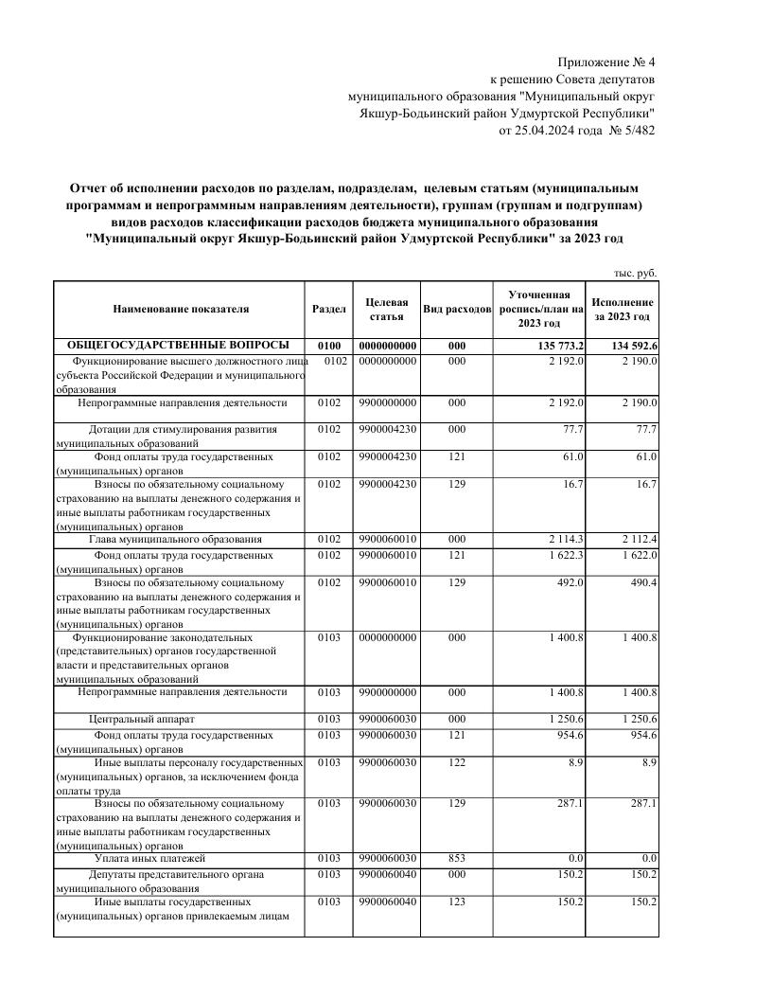 Приложение № 4
к решению Совета депутатов
муниципального образования "Муниципальный округ
Якшур-Бодьинский район Удмуртской Республики"
от 25.04.2024 года  № 5/482
Отчет об исполнении расходов по разделам, подразделам,  целевым статьям (муниципальным
программам и непрограммным направлениям деятельности), группам (группам и подгруппам)
видов расходов классификации расходов бюджета муниципального образования
"Муниципальный округ Якшур-Бодьинский район Удмуртской Республики" за 2023 год
тыс. руб.
Наименование показателя Раздел Целевая статья Вид расходов Уточненная роспись/план на 2023 год Исполнение за 2023 год
ОБЩЕГОСУДАРСТВЕННЫЕ ВОПРОСЫ 0100 0000000000 000 135 773.2 134 592.6
Функционирование высшего должностного лица 0102 0000000000 000 2 192.0 2 190.0
субъекта Российской Федерации и муниципального
образования
Непрограммные направления деятельности 0102 9900000000 000 2 192.0 2 190.0
Дотации для стимулирования развития 0102 9900004230 000 77.7 77.7
муниципальных образований
Фонд оплаты труда государственных 0102 9900004230 121 61.0 61.0
(муниципальных) органов
Взносы по обязательному социальному 0102 9900004230 129 16.7 16.7
страхованию на выплаты денежного содержания и
иные выплаты работникам государственных
(муниципальных) органов
Глава муниципального образования 0102 9900060010 000 2 114.3 2 112.4
Фонд оплаты труда государственных 0102 9900060010 121 1 622.3 1 622.0
(муниципальных) органов
Взносы по обязательному социальному 0102 9900060010 129 492.0 490.4
страхованию на выплаты денежного содержания и
иные выплаты работникам государственных
(муниципальных) органов
Функционирование законодательных 0103 0000000000 000 1 400.8 1 400.8
(представительных) органов государственной
власти и представительных органов
муниципальных образований
Непрограммные направления деятельности 0103 9900000000 000 1 400.8 1 400.8
Центральный аппарат 0103 9900060030 000 1 250.6 1 250.6
Фонд оплаты труда государственных 0103 9900060030 121 954.6 954.6
(муниципальных) органов
Иные выплаты персоналу государственных 0103 9900060030 122 8.9 8.9
(муниципальных) органов, за исключением фонда
оплаты труда
Взносы по обязательному социальному 0103 9900060030 129 287.1 287.1
страхованию на выплаты денежного содержания и
иные выплаты работникам государственных
(муниципальных) органов
Уплата иных платежей 0103 9900060030 853 0.0 0.0
Депутаты представительного органа 0103 9900060040 000 150.2 150.2
муниципального образования
Иные выплаты государственных 0103 9900060040 123 150.2 150.2
(муниципальных) органов привлекаемым лицам